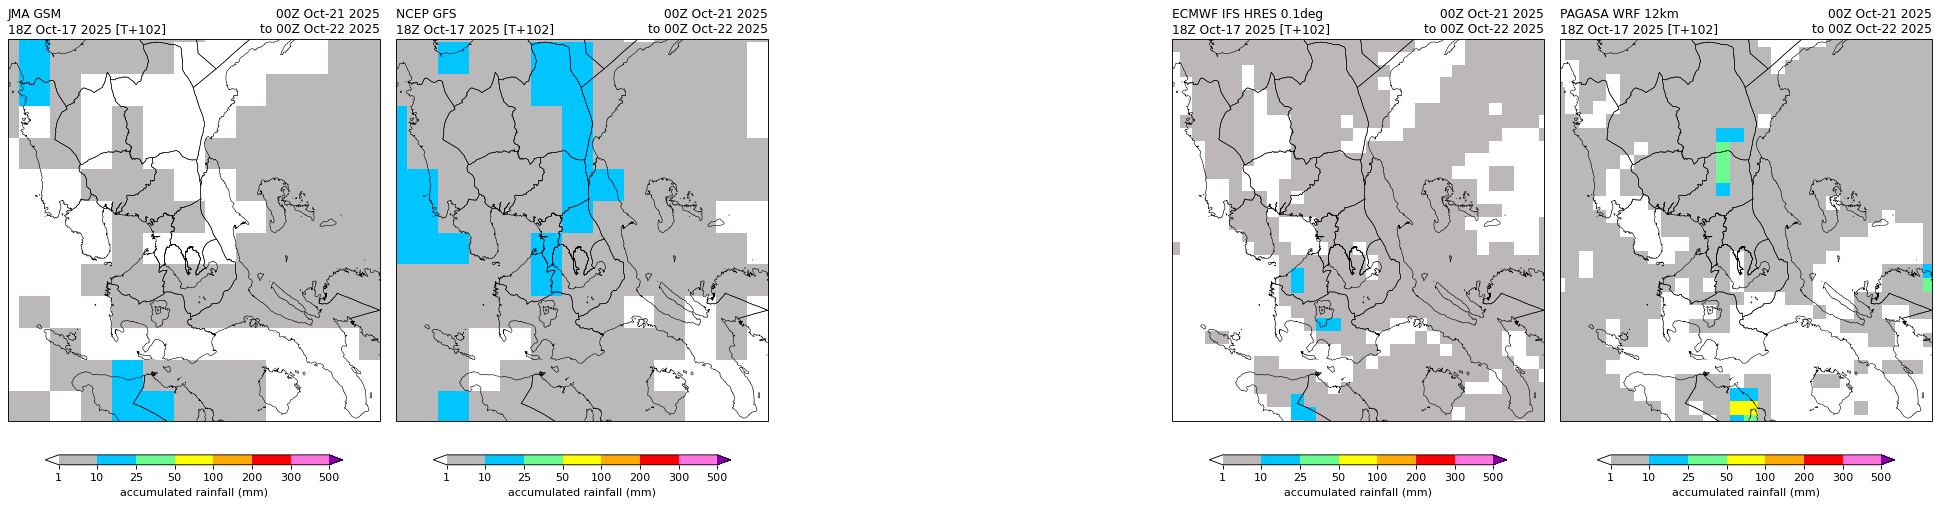 JMA GSM 00Z Oct-21 2025
18Z Oct-17 2025 [T+102] to 00Z Oct-22 2025
1 10 25 50 100 200 300 500
accumulated rainfall (mm)
NCEP GFS 00Z Oct-21 2025
18Z Oct-17 2025 [T+102] to 00Z Oct-22 2025
1 10 25 50 100 200 300 500
accumulated rainfall (mm)
ECMWF IFS HRES 0.1deg 00Z Oct-21 2025
18Z Oct-17 2025 [T+102] to 00Z Oct-22 2025
1 10 25 50 100 200 300 500
accumulated rainfall (mm)
PAGASA WRF 12km 00Z Oct-21 2025
18Z Oct-17 2025 [T+102] to 00Z Oct-22 2025
1 10 25 50 100 200 300 500
accumulated rainfall (mm)